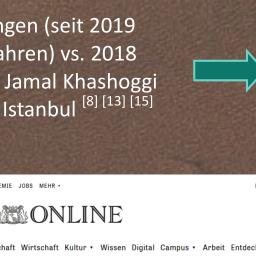 ngen (seit 2019
ahren) vs. 2018
Jamal Khashoggi
Istanbul [8] [13] [15]
EMIE JOBS MEHR
ONLINE
chaft Wirtschaft Kultur Wissen Digital Campus Arbeit Entdec